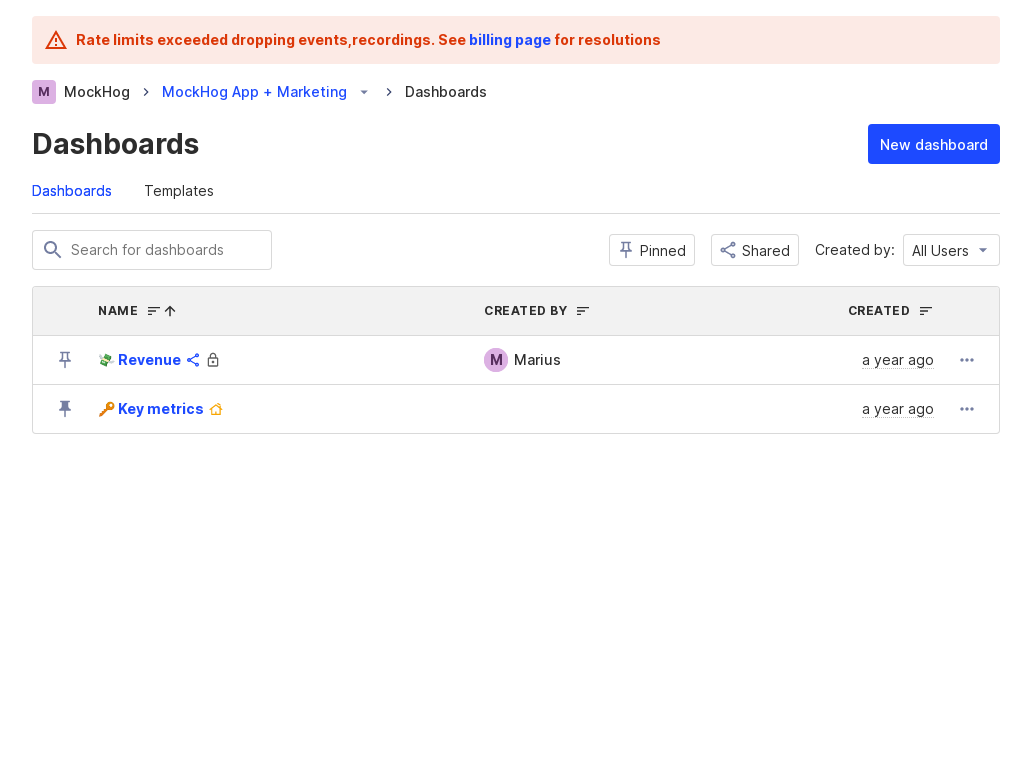 Rate limits exceeded dropping events,recordings. See billing page for resolutions
M MockHog MockHog App + Marketing Dashboards
Dashboards
New dashboard
Dashboards Templates
Search for dashboards
Pinned Shared Created by: All Users
NAME CREATED BY CREATED
Revenue M Marius a year ago
Key metrics a year ago